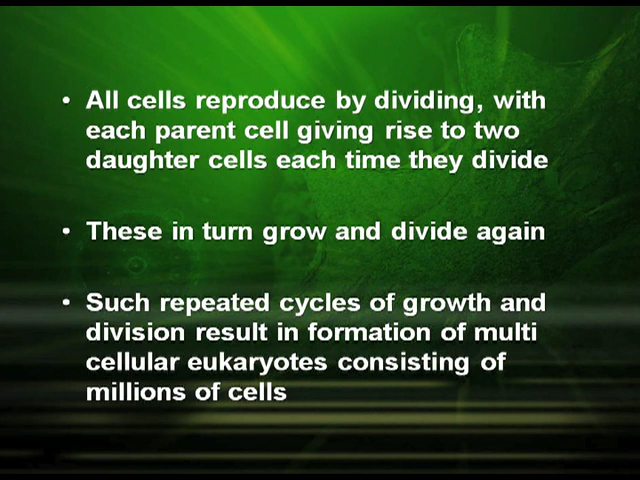 • All cells reproduce by dividing, with
each parent cell giving rise to two
daughter cells each time they divide
• These in turn grow and divide again
• Such repeated cycles of growth and
division result in formation of multi
cellular eukaryotes consisting of
millions of cells